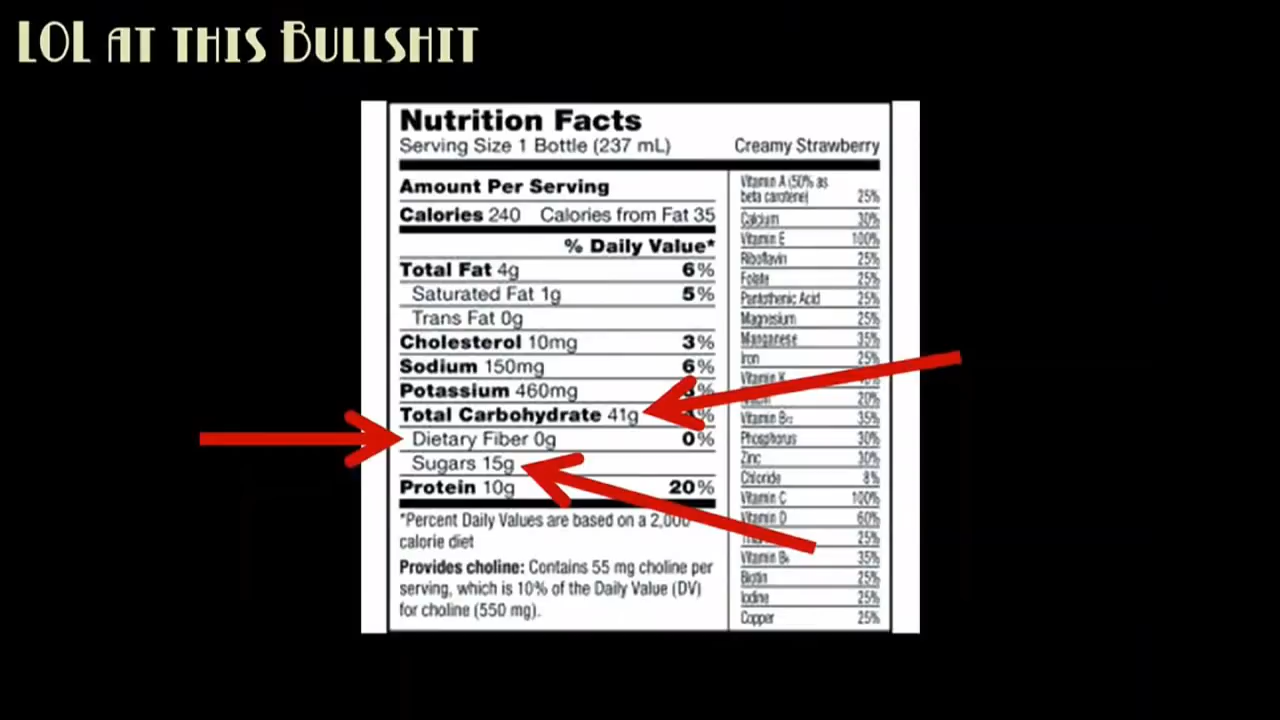 LOL AT THIS BULLSHIT
Nutrition Facts
Serving Size 1 Bottle (237 mL) Creamy Strawberry
Amount Per Serving
Calories 240 Calories from Fat 35
% Daily Value*
Total Fat 4g 6%
Saturated Fat 1g 5%
Trans Fat 0g
Cholesterol 10mg 3%
Sodium 150mg 6%
Potassium 460mg %
Total Carbohydrate 41g %
Dietary Fiber 0g 0%
Sugars 15g
Protein 10g 20%
*Percent Daily Values are based on a 2,000
calorie diet
Provides choline: Contains 55 mg choline per
serving, which is 10% of the Daily Value (DV)
for choline (550 mg).
Vitamin A (50% as
beta carotene) 25%
Calcium 30%
Vitamin E 100%
Riboflavin 25%
Folate 25%
Pantothenic Acid 25%
Magnesium 25%
Manganese 35%
Iron 25%
Vitamin K
20%
Vitamin B12 35%
Phosphorus 30%
Zinc 30%
Chloride 8%
Vitamin C 100%
Vitamin D 60%
25%
Vitamin B6 35%
Biotin 25%
Iodine 25%
Copper 25%